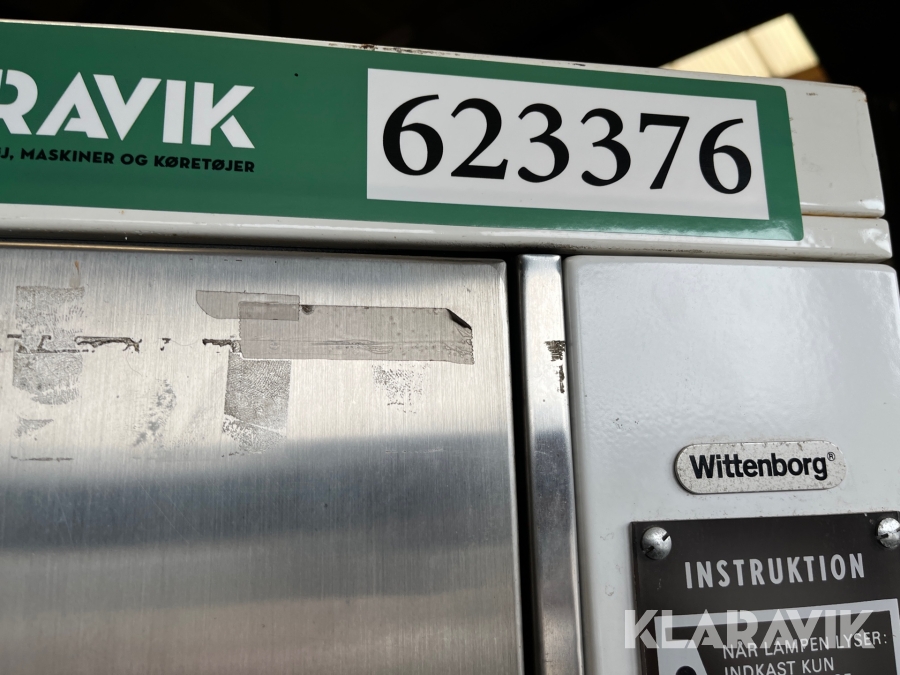 RAVIK
J, MASKINER OG KØRETØJER
623376
Wittenborg®
INSTRUKTION
NÅR LAMPEN LYSER:
INDKAST KUN
KLARAVIK